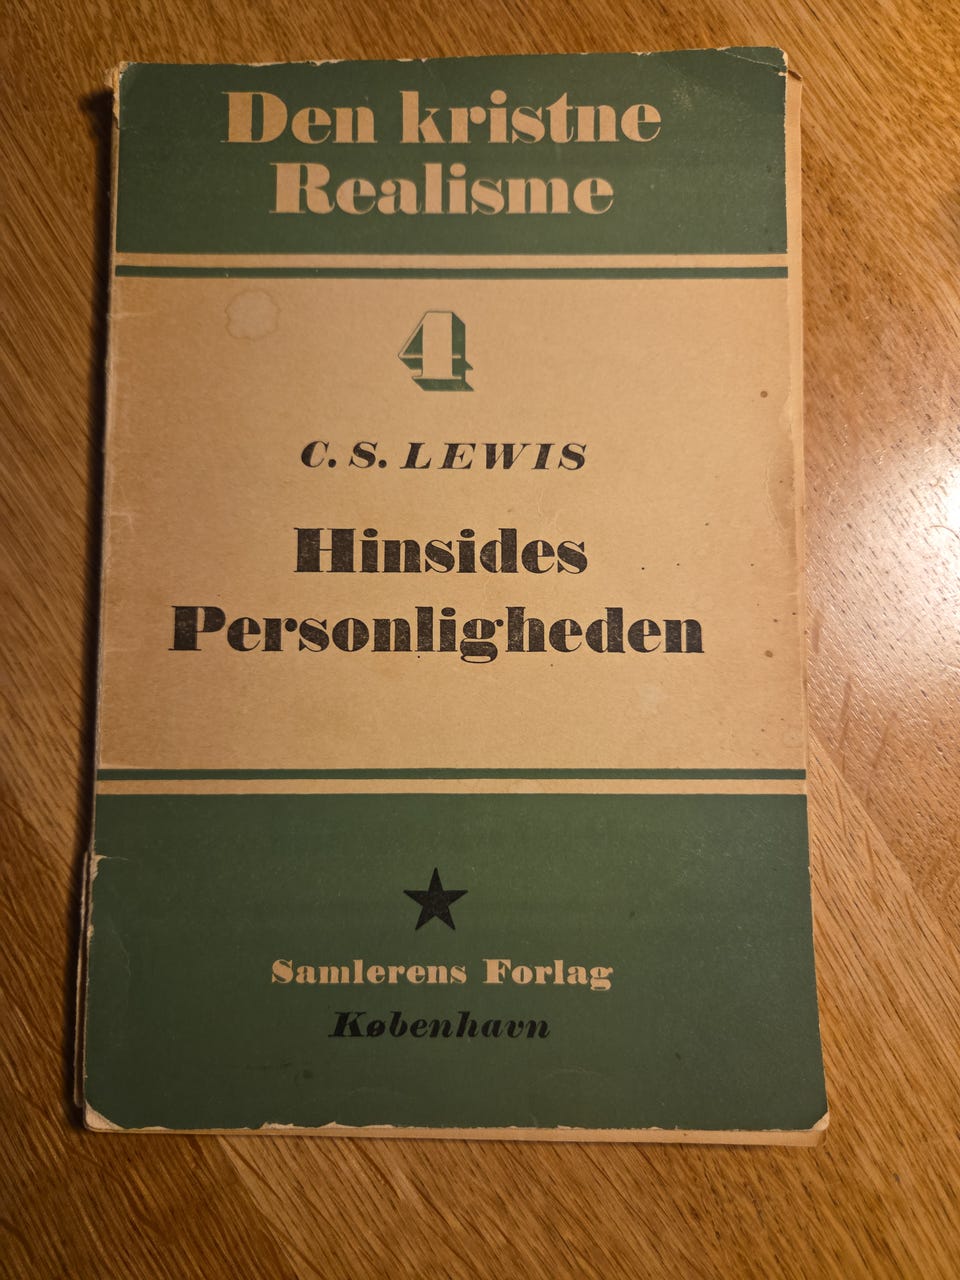 Den kristne
Realisme
4
C. S. LEWIS
Hinsides
Personligheden
Samlerens Forlag
København